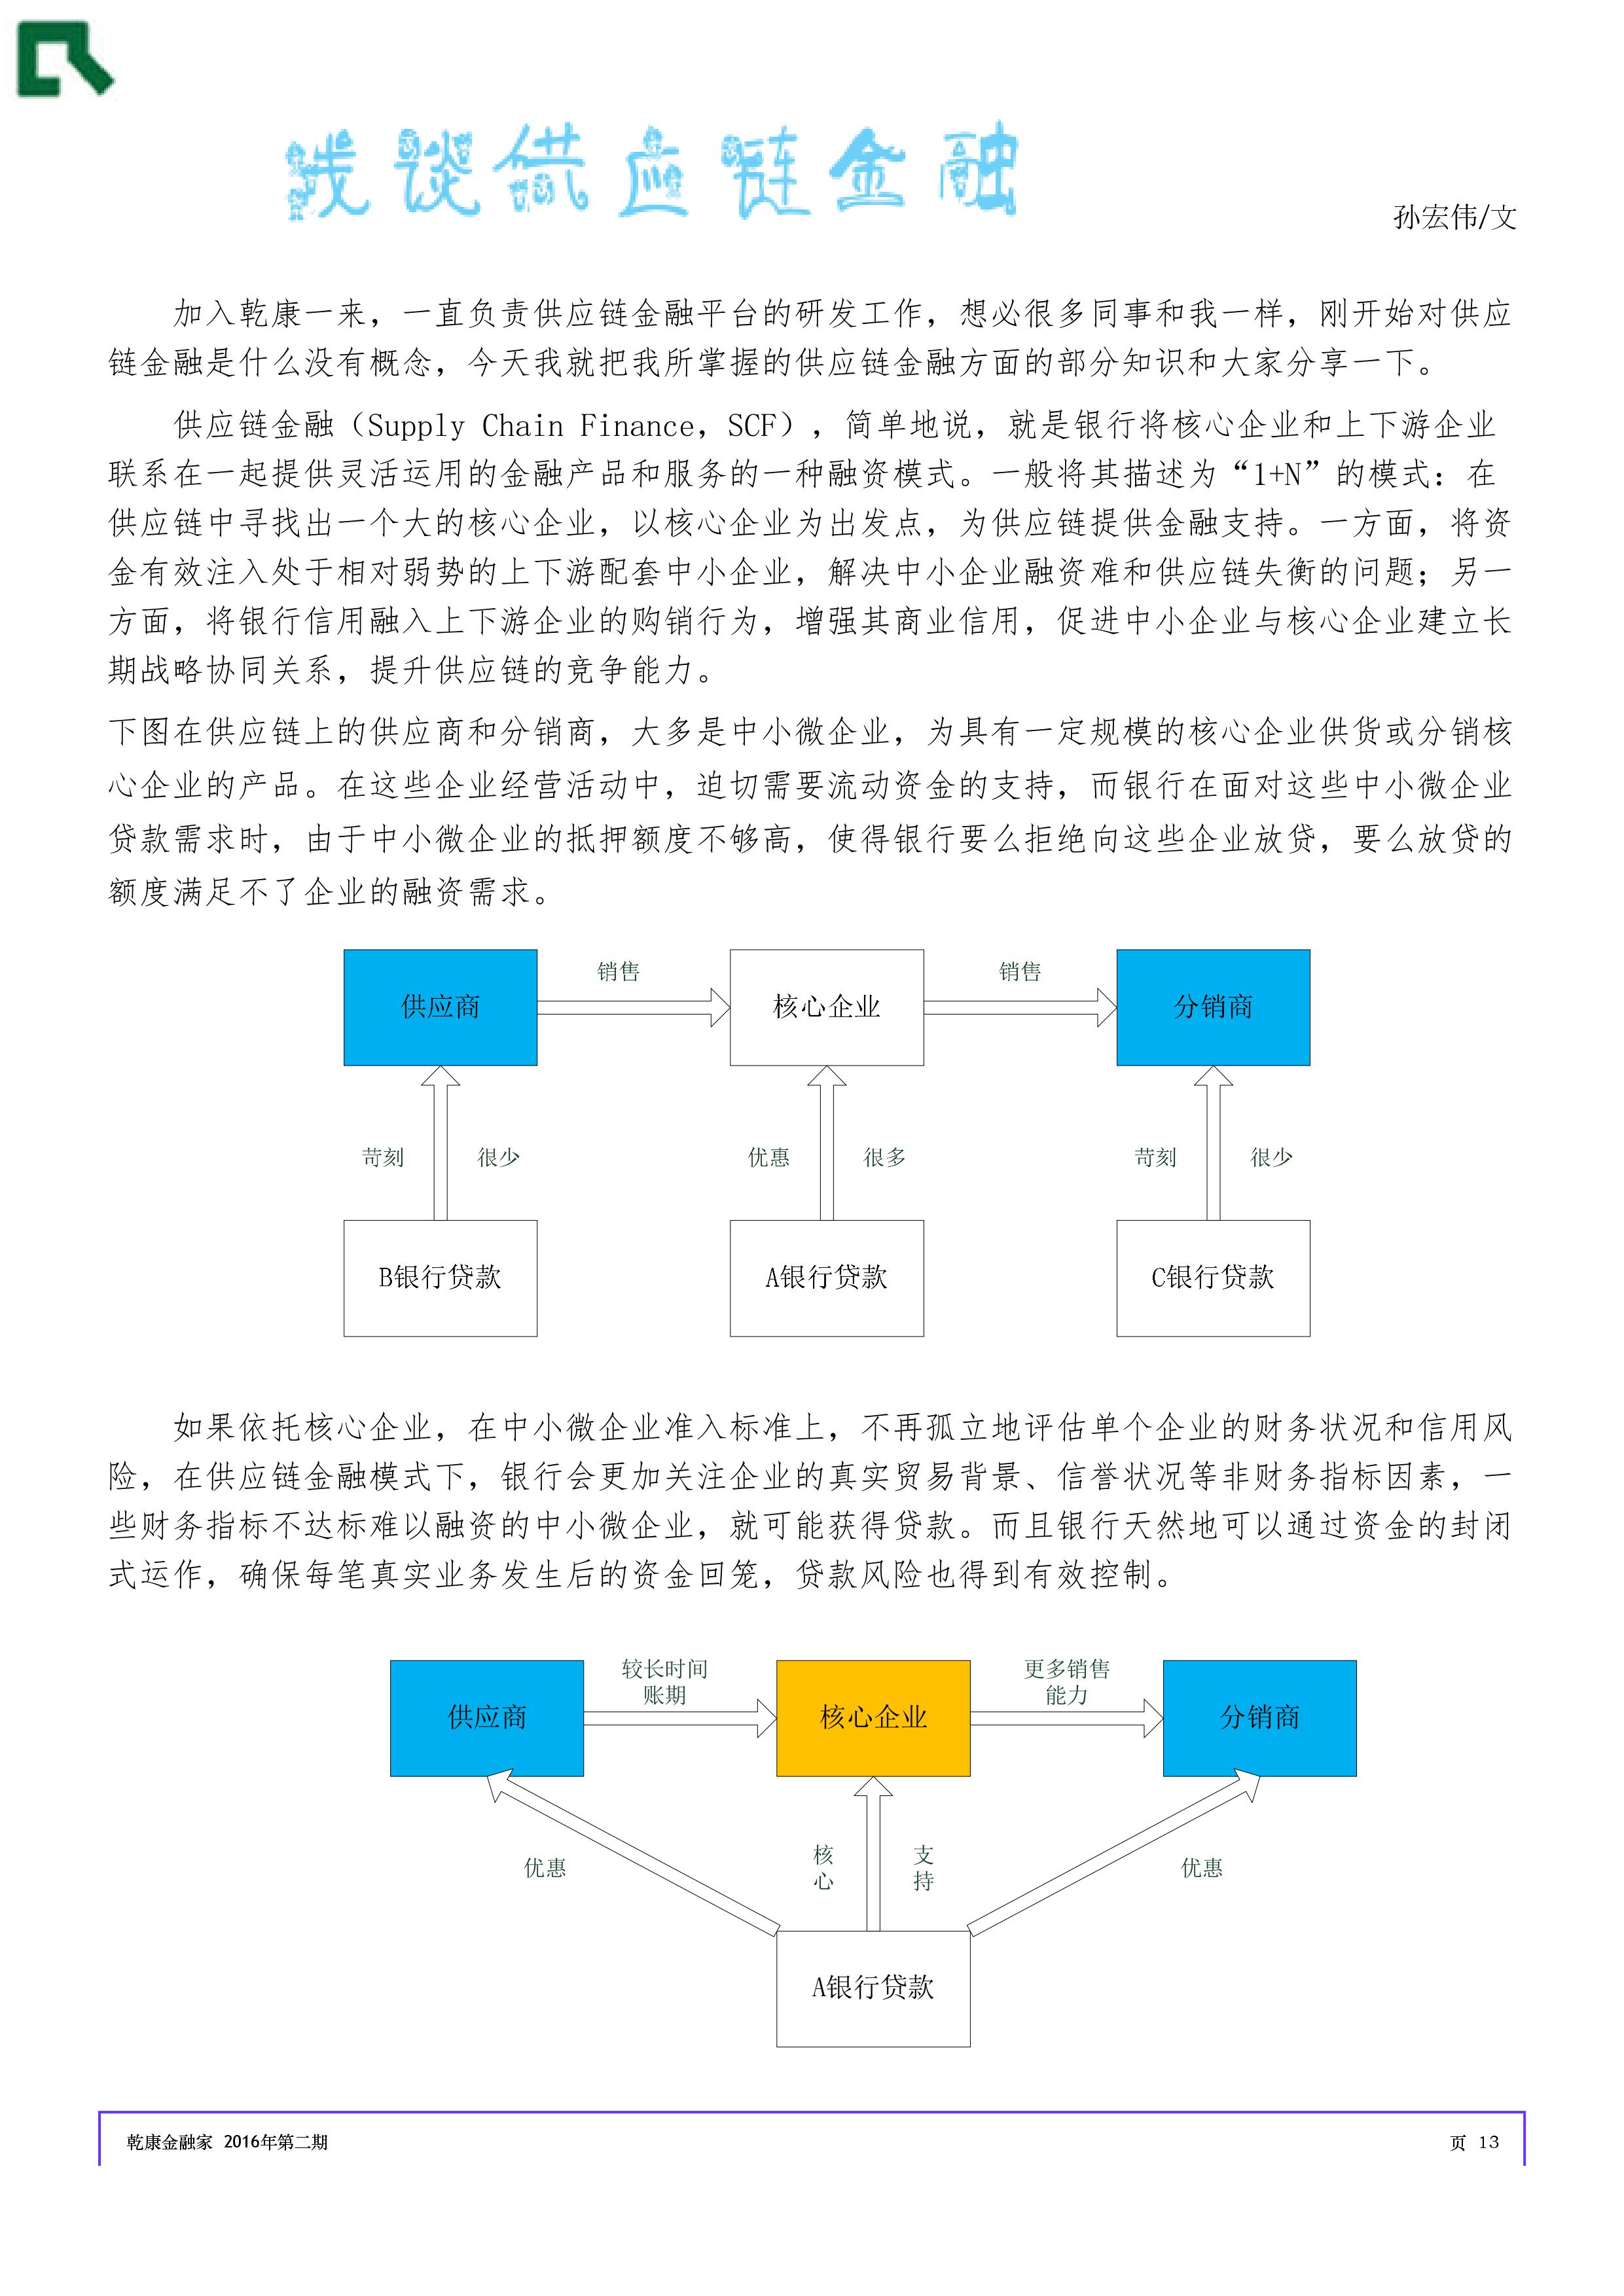 浅谈供应链金融
孙宏伟/文
加入乾康一来，一直负责供应链金融平台的研发工作，想必很多同事和我一样，刚开始对供应
链金融是什么没有概念，今天我就把我所掌握的供应链金融方面的部分知识和大家分享一下。
供应链金融（Supply Chain Finance，SCF），简单地说，就是银行将核心企业和上下游企业
联系在一起提供灵活运用的金融产品和服务的一种融资模式。一般将其描述为“1+N”的模式：在
供应链中寻找出一个大的核心企业，以核心企业为出发点，为供应链提供金融支持。一方面，将资
金有效注入处于相对弱势的上下游配套中小企业，解决中小企业融资难和供应链失衡的问题；另一
方面，将银行信用融入上下游企业的购销行为，增强其商业信用，促进中小企业与核心企业建立长
期战略协同关系，提升供应链的竞争能力。
下图在供应链上的供应商和分销商，大多是中小微企业，为具有一定规模的核心企业供货或分销核
心企业的产品。在这些企业经营活动中，迫切需要流动资金的支持，而银行在面对这些中小微企业
贷款需求时，由于中小微企业的抵押额度不够高，使得银行要么拒绝向这些企业放贷，要么放贷的
额度满足不了企业的融资需求。
销售 销售
供应商 核心企业 分销商
苛刻 很少 优惠 很多 苛刻 很少
B银行贷款 A银行贷款 C银行贷款
如果依托核心企业，在中小微企业准入标准上，不再孤立地评估单个企业的财务状况和信用风
险，在供应链金融模式下，银行会更加关注企业的真实贸易背景、信誉状况等非财务指标因素，一
些财务指标不达标难以融资的中小微企业，就可能获得贷款。而且银行天然地可以通过资金的封闭
式运作，确保每笔真实业务发生后的资金回笼，贷款风险也得到有效控制。
较长时间 更多销售
账期 能力
供应商 核心企业 分销商
核 支
优惠 优惠
心 持
A银行贷款
乾康金融家 2016年第二期
页 13